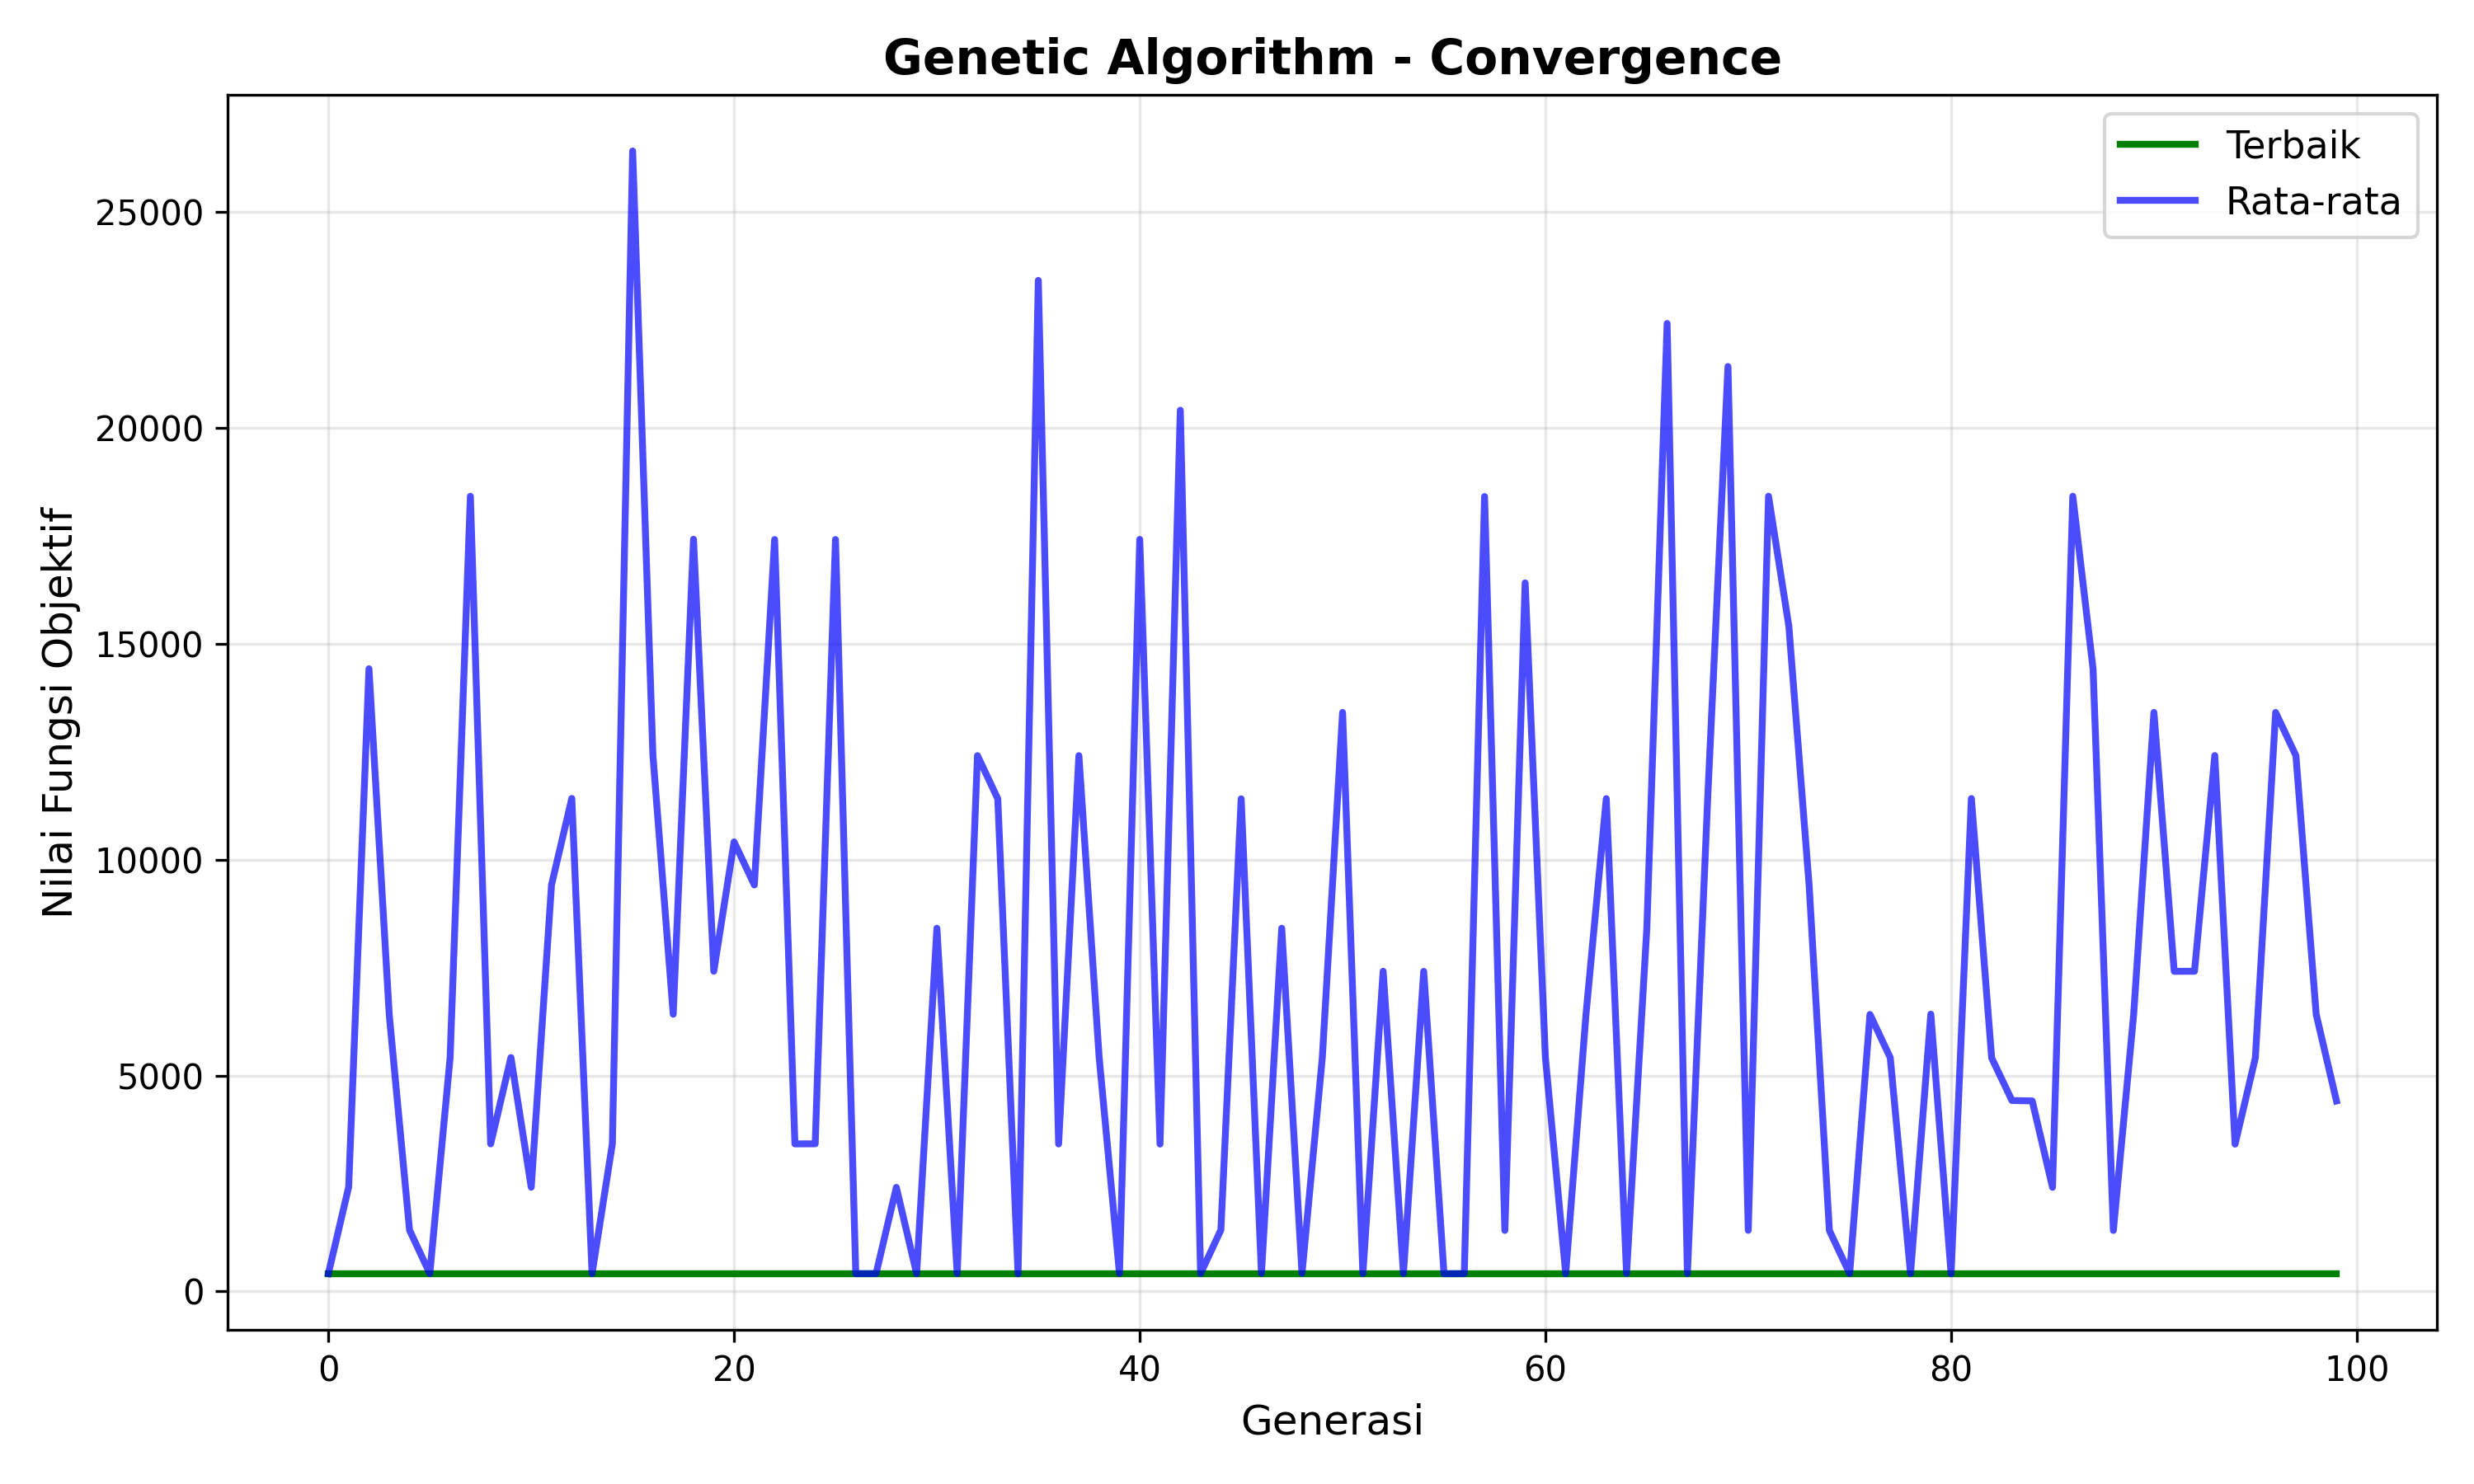 Genetic Algorithm - Convergence
Terbaik
Rata-rata
Nilai Fungsi Objektif
25000
20000
15000
10000
5000
0
0 20 40 60 80 100
Generasi